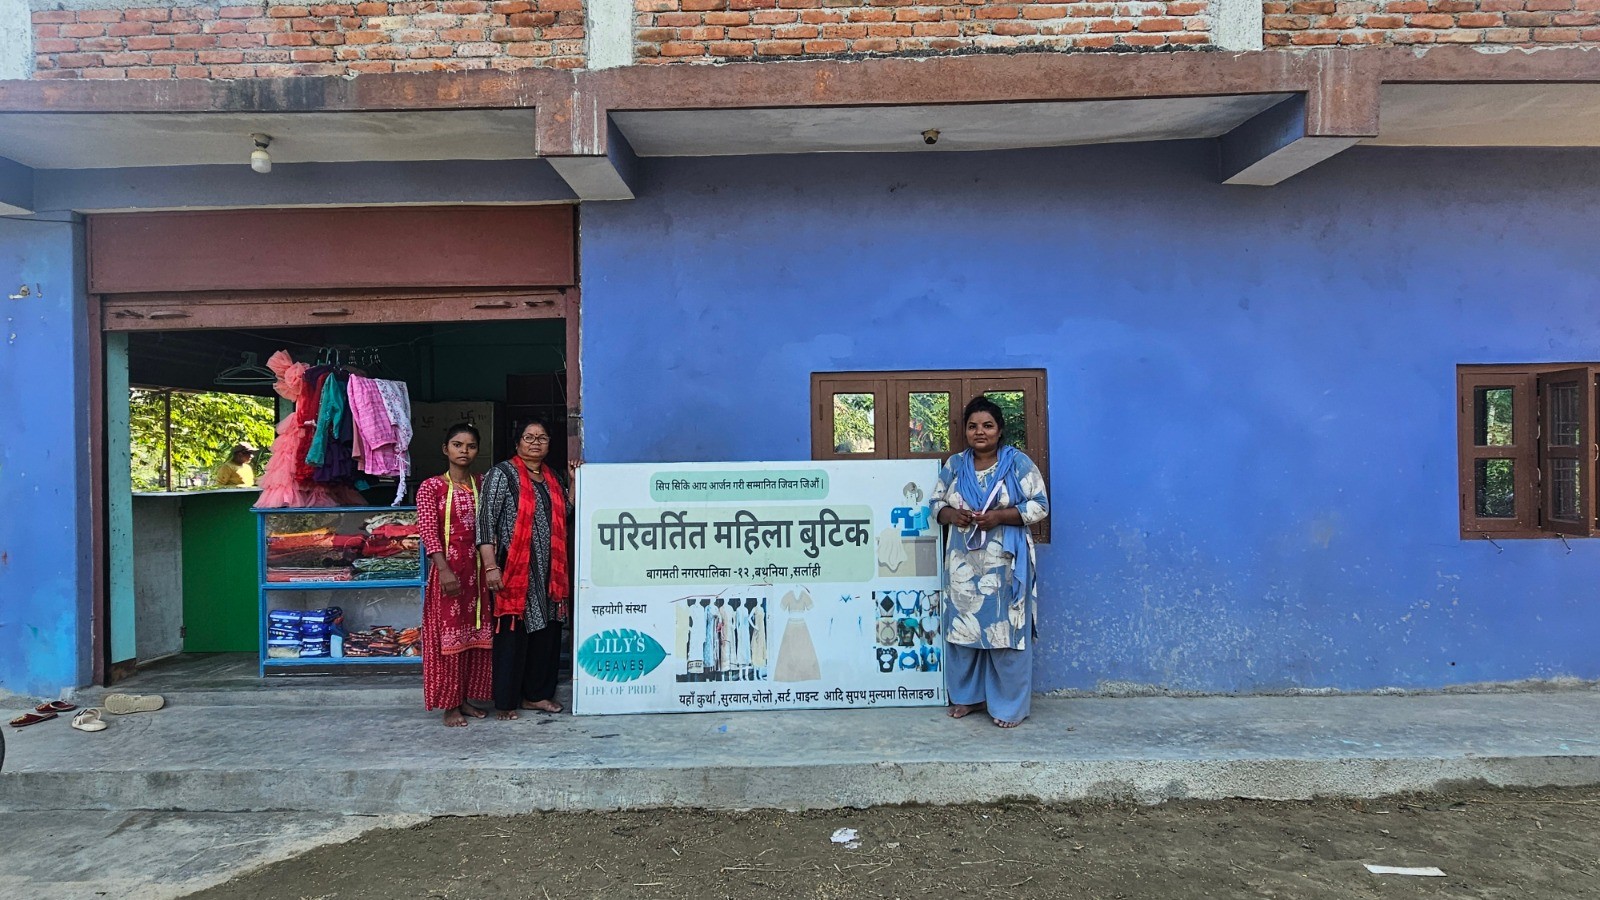 सिप सिकि आय आर्जन गरी सम्मानित जिवन जिऔं ।
परिवर्तित महिला बुटिक
बागमती नगरपालिका -१२ ,बथनिया ,सर्लाही
सहयोगी संस्था
LILY'S
LEAVES
LIFE OF PRIDE
यहाँ कुर्था ,सुरवाल,चोलो ,सर्ट ,पाइन्ट आदि सुपथ मुल्यमा सिलाइन्छ ।